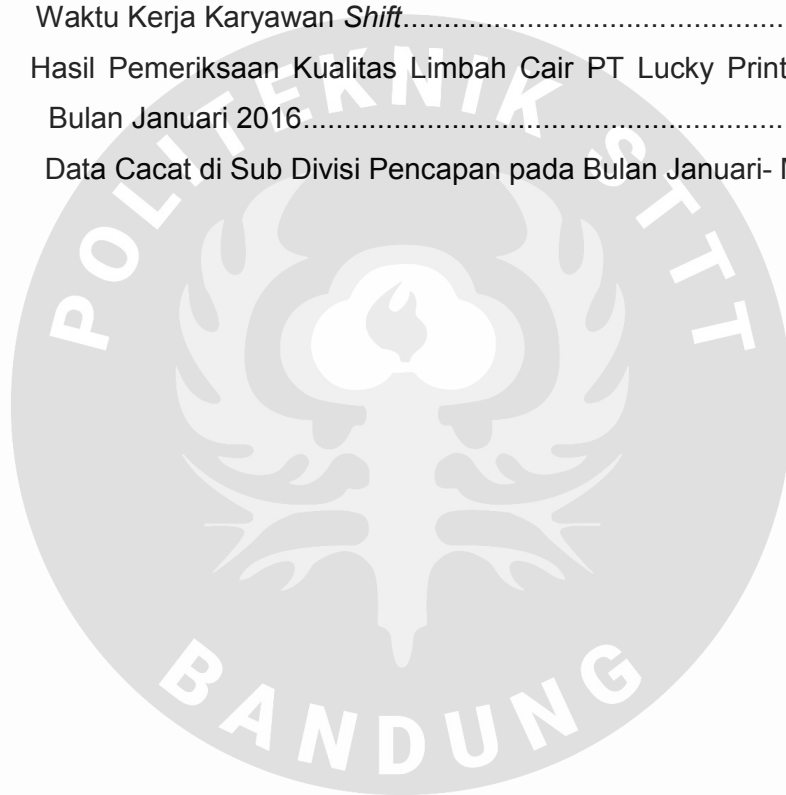 Waktu Kerja Karyawan Shift..........................................................
Hasil Pemeriksaan Kualitas Limbah Cair PT Lucky Print
Bulan Januari 2016......................................................................
Data Cacat di Sub Divisi Pencapan pada Bulan Januari-
POLITEKNIK STTT
BANDUNG